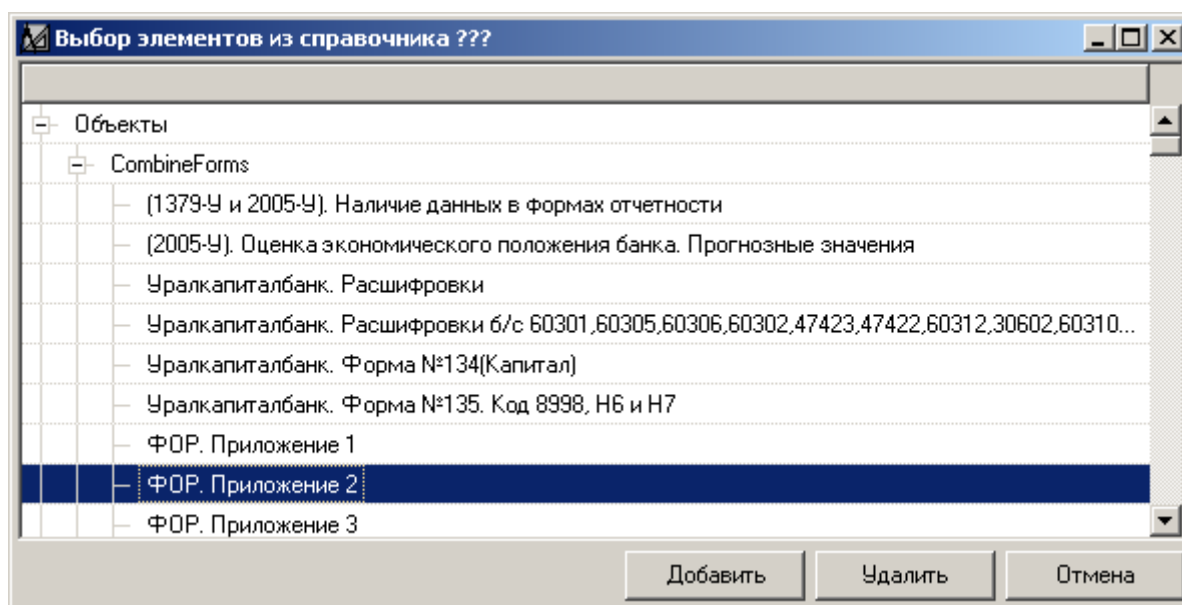 Выбор элементов из справочника ???
Объекты
CombineForms
(1379-У и 2005-У). Наличие данных в формах отчетности
(2005-У). Оценка экономического положения банка. Прогнозные значения
Уралкапиталбанк. Расшифровки
Уралкапиталбанк. Расшифровки б/с 60301,60305,60306,60302,47423,47422,60312,30602,60310...
Уралкапиталбанк. Форма №134(Капитал)
Уралкапиталбанк. Форма №135. Код 8998, Н6 и Н7
ФОР. Приложение 1
ФОР. Приложение 2
ФОР. Приложение 3
Добавить Удалить Отмена